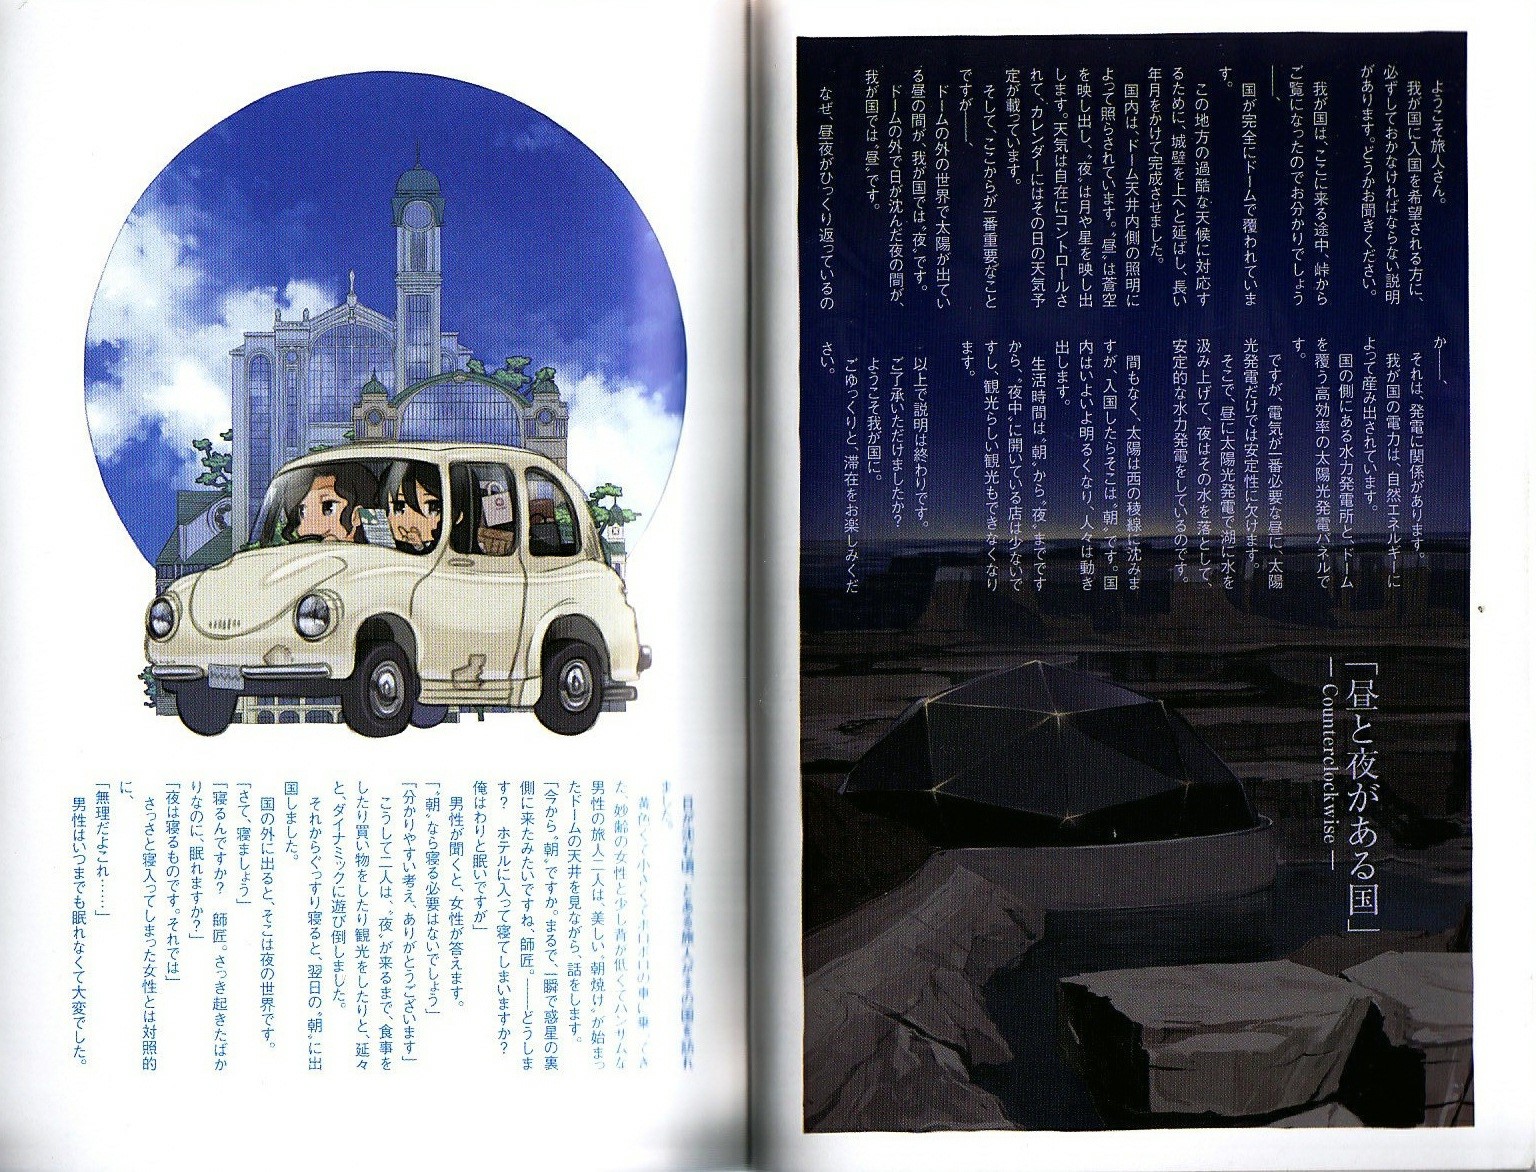 「昼と夜がある国」
— Counterclockwise —
ようこそ旅人さん。
我が国に入国を希望される方に、
必ずしておかなければならない説明
があります。どうかお聞きください。
我が国は、ここに来る途中、峠から
ご覧になったのでお分かりでしょう
――、
国が完全にドームで覆われていま
す。
この地方の過酷な天候に対応す
るために、城壁を上へと延ばし、長い
年月をかけて完成させました。
国内は、ドーム天井内側の照明に
よって照らされています。〝昼〟は蒼空
を映し出し、〝夜〟は月や星を映し出
します。天気は自在にコントロールさ
れて、カレンダーにはその日の天気予
定が載っています。
そして、ここからが一番重要なこと
ですが――、
ドームの外の世界で太陽が出てい
る昼の間が、我が国では〝夜〟です。
ドームの外で日が沈んだ夜の間が、
我が国では〝昼〟です。
なぜ、昼夜がひっくり返っているの
か――、
それは、発電に関係があります。
我が国の電力は、自然エネルギーに
よって産み出されています。
国の側にある水力発電所と、ドーム
を覆う高効率の太陽光発電パネルで
す。
ですが、電気が一番必要な昼に、太陽
光発電だけでは安定性に欠けます。
そこで、昼に太陽光発電で湖に水を
汲み上げて、夜はその水を落として、
安定的な水力発電をしているのです。
間もなく、太陽は西の稜線に沈みま
すが、入国したらそこは〝朝〟です。国
内はいよいよ明るくなり、人々は動き
出します。
生活時間は〝朝〟から〝夜〟までです
から、〝夜中〟に開いている店は少ないで
すし、観光らしい観光もできなくなり
ます。
以上で説明は終わりです。
ご了承いただけましたか？
ようこそ我が国に。
ごゆっくりと、滞在をお楽しみくだ
さい。
ました。
黄色くて小さくてボロボロの車に乗ってき
た、妙齢の女性と少し背が低くてハンサムな
男性の旅人二人は、美しい〝朝焼け〟が始まっ
たドームの天井を見ながら、話をします。
「今から〝朝〟ですか。まるで、一瞬で惑星の裏
側に来たみたいですね、師匠。――どうしま
す？　ホテルに入って寝てしまいますか？
俺はわりと眠いですが」
男性が聞くと、女性が答えます。
「〝朝〟なら寝る必要はないでしょう」
「分かりやすい考え、ありがとうございます」
こうして二人は、〝夜〟が来るまで、食事を
したり買い物をしたり観光をしたりと、延々
と、ダイナミックに遊び倒しました。
それからぐっすり寝ると、翌日の〝朝〟に出
国しました。
国の外に出ると、そこは夜の世界です。
「さて、寝ましょう」
「寝るんですか？　師匠。さっき起きたばか
りなのに、眠れますか？」
「夜は寝るものです。それでは」
さっさと寝入ってしまった女性とは対照的
に、
「無理だよこれ……」
男性はいつまでも眠れなくて大変でした。